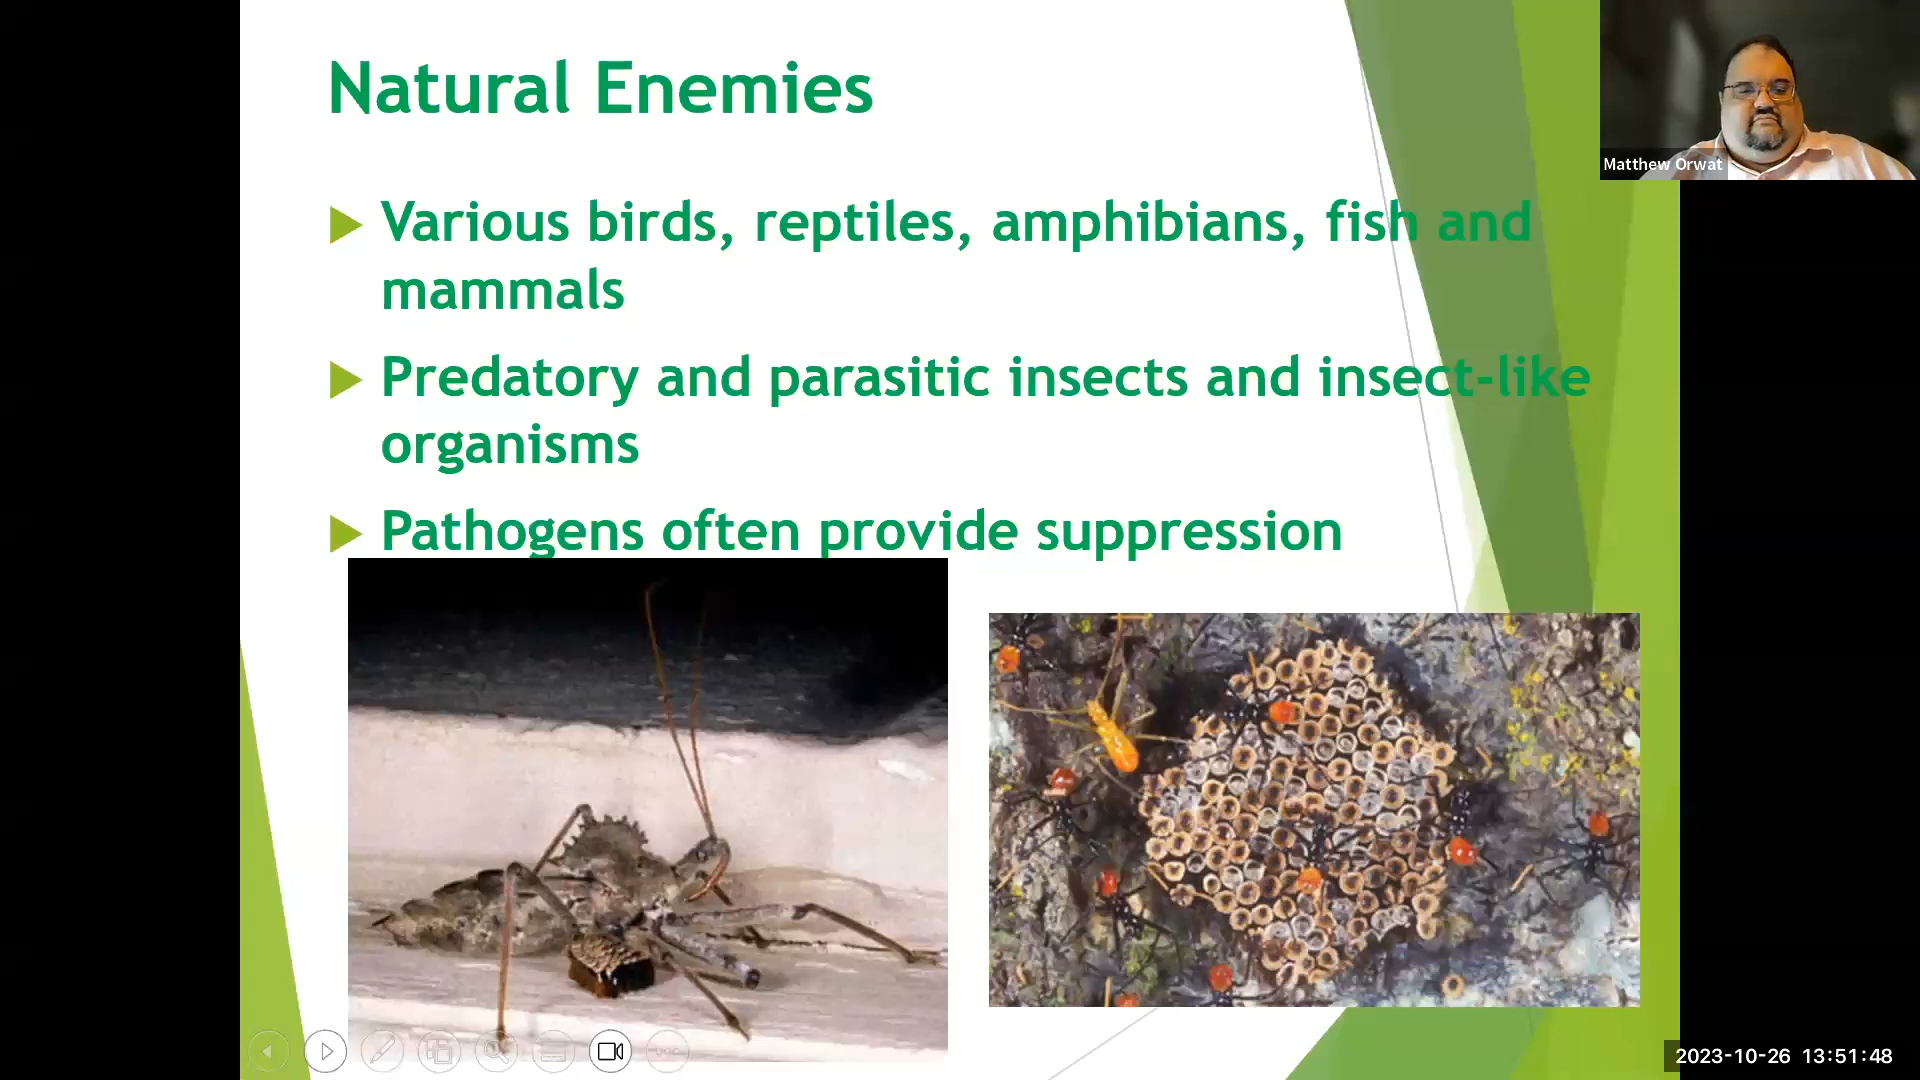 Natural Enemies
Various birds, reptiles, amphibians, fish and
mammals
Predatory and parasitic insects and insect-like
organisms
Pathogens often provide suppression
Matthew Orwat
2023-10-26 13:51:48